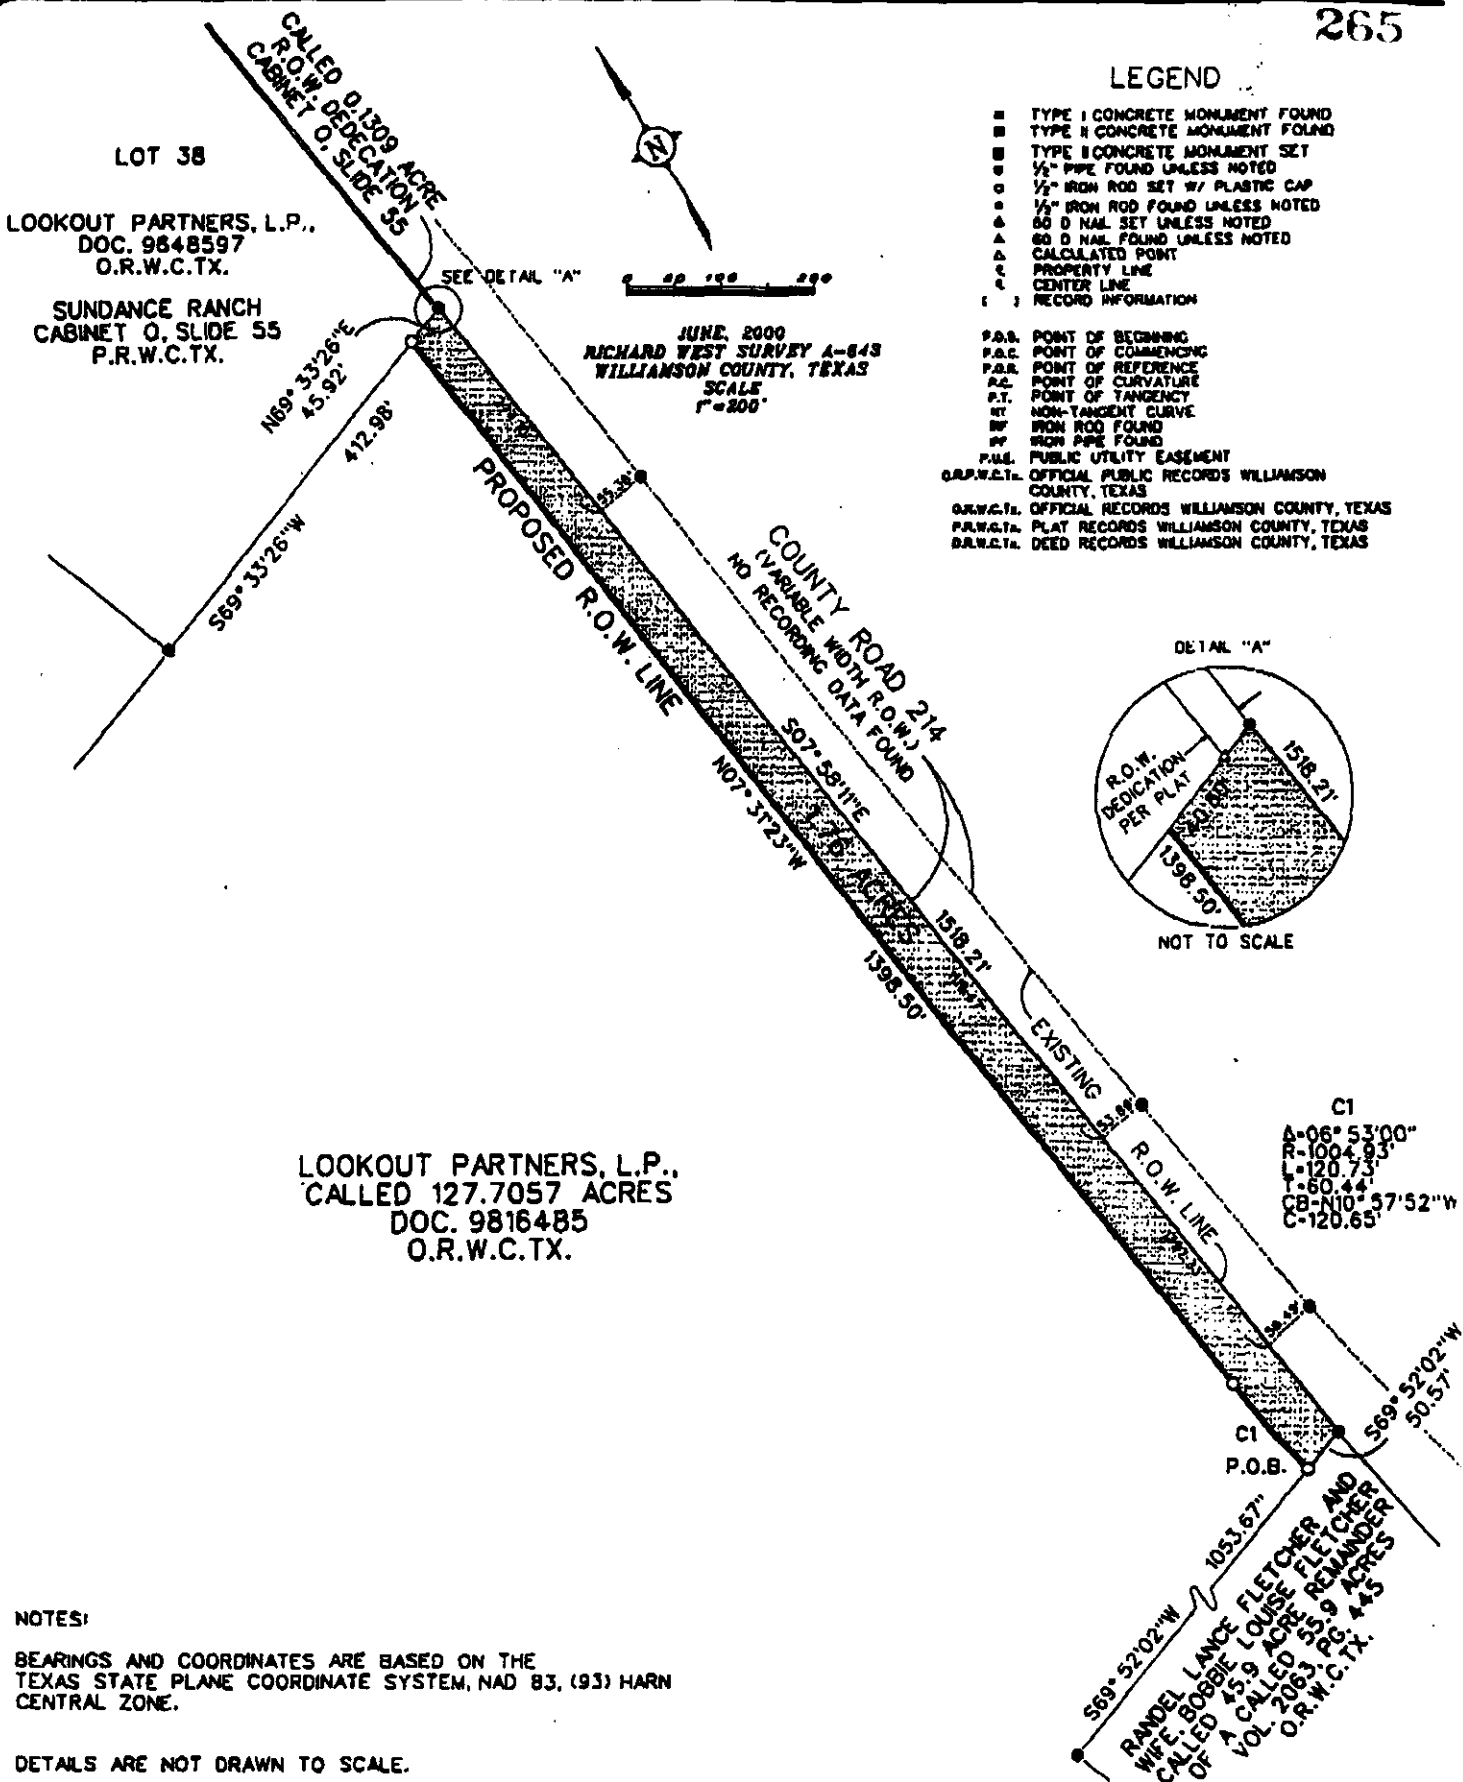 265
CALLED 0.1309 ACRE
R.O.W. DEDECATION
CABINET O, SLIDE 55
LOT 38
LOOKOUT PARTNERS, L.P.,
DOC. 9648597
O.R.W.C.TX.
SUNDANCE RANCH
CABINET O, SLIDE 55
P.R.W.C.TX.
N
SEE DETAIL "A"
JUNE, 2000
RICHARD WEST SURVEY A-643
WILLIAMSON COUNTY, TEXAS
SCALE
1"=200'
LEGEND
TYPE I CONCRETE MONUMENT FOUND
TYPE II CONCRETE MONUMENT FOUND
TYPE II CONCRETE MONUMENT SET
1/2" PIPE FOUND UNLESS NOTED
1/2" IRON ROD SET W/ PLASTIC CAP
1/2" IRON ROD FOUND UNLESS NOTED
60 D NAIL SET UNLESS NOTED
60 D NAIL FOUND UNLESS NOTED
CALCULATED POINT
PROPERTY LINE
CENTER LINE
( ) RECORD INFORMATION
P.O.B. POINT OF BEGINNING
P.O.C. POINT OF COMMENCING
P.O.R. POINT OF REFERENCE
P.C. POINT OF CURVATURE
P.T. POINT OF TANGENCY
NT NON-TANGENT CURVE
IRF IRON ROD FOUND
IPF IRON PIPE FOUND
P.U.E. PUBLIC UTILITY EASEMENT
O.R.P.W.C.Tx. OFFICIAL PUBLIC RECORDS WILLIAMSON
COUNTY, TEXAS
O.R.W.C.Tx. OFFICIAL RECORDS WILLIAMSON COUNTY, TEXAS
P.R.W.C.Tx. PLAT RECORDS WILLIAMSON COUNTY, TEXAS
D.R.W.C.Tx. DEED RECORDS WILLIAMSON COUNTY, TEXAS
N69°33'26"E
45.92'
412.98'
S69°33'26"W
PROPOSED R.O.W. LINE
COUNTY ROAD 214
(VARIABLE WIDTH R.O.W.)
NO RECORDING DATA FOUND
S07°58'11"E
N07°31'23"W
1.76 ACRES
1518.21'
1398.50'
EXISTING
R.O.W. LINE
DETAIL "A"
R.O.W.
DEDICATION
PER PLAT
1518.21'
1398.50'
NOT TO SCALE
C1
Δ=06°53'00"
R=1004.93'
L=120.73'
T=60.44'
CB=N10°57'52"W
C=120.65'
LOOKOUT PARTNERS, L.P.,
CALLED 127.7057 ACRES
DOC. 9816485
O.R.W.C.TX.
S69°52'02"W
50.57'
C1
P.O.B.
1053.67"
S69°52'02"W
RANDEL LANCE FLETCHER AND
WIFE, BOBBIE LOUISE FLETCHER
CALLED 45.9 ACRE REMAINDER
OF A CALLED 55.9 ACRES
VOL. 2063, PG. 445
O.R.W.C.TX.
NOTES:
BEARINGS AND COORDINATES ARE BASED ON THE
TEXAS STATE PLANE COORDINATE SYSTEM, NAD 83, (93) HARN
CENTRAL ZONE.
DETAILS ARE NOT DRAWN TO SCALE.